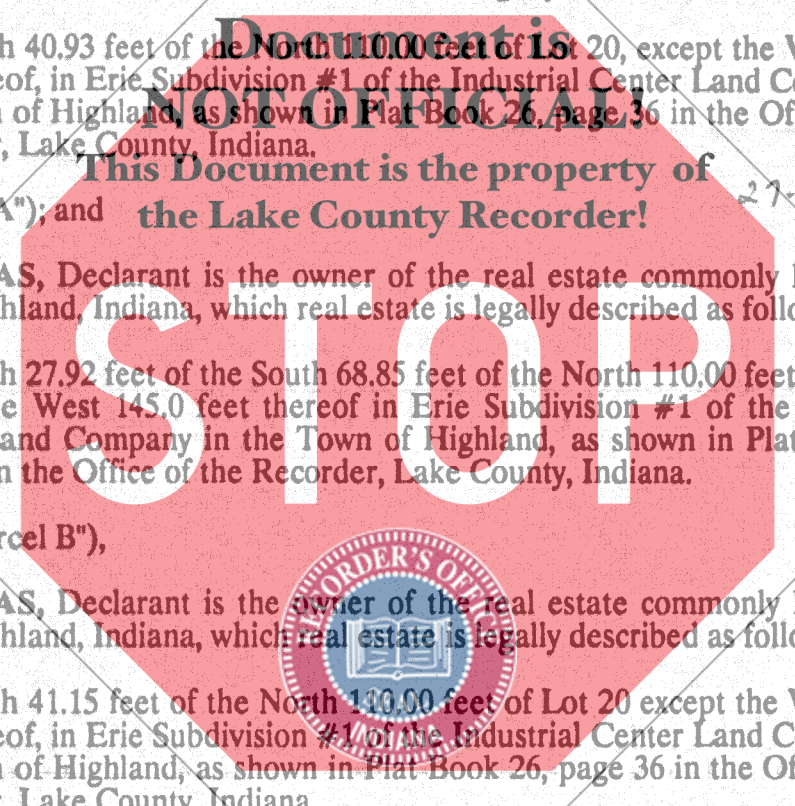 Document is
h 40.93 feet of the North 110.00 feet of Lot 20, except the
eof, in Erie Subdivision #1 of the Industrial Center Land C
NOT OFFICIAL!
of Highland, as shown in Plat Book 26, page 36 in the Of
, Lake County, Indiana.
This Document is the property of
A"); and
the Lake County Recorder!
AS, Declarant is the owner of the real estate commonly
hland, Indiana, which real estate is legally described as follo
STOP
h 27.92 feet of the South 68.85 feet of the North 110.00 feet
e West 145.0 feet thereof in Erie Subdivision #1 of the
and Company in the Town of Highland, as shown in Plat
n the Office of the Recorder, Lake County, Indiana.
rcel B"),
RECORDER'S OFFICE
AS, Declarant is the owner of the real estate commonly
hland, Indiana, which real estate is legally described as follo
h 41.15 feet of the North 110.00 feet of Lot 20 except the
eof, in Erie Subdivision #1 of the Industrial Center Land C
INDIANA
of Highland, as shown in Plat Book 26, page 36 in the Of
, Lake County, Indiana